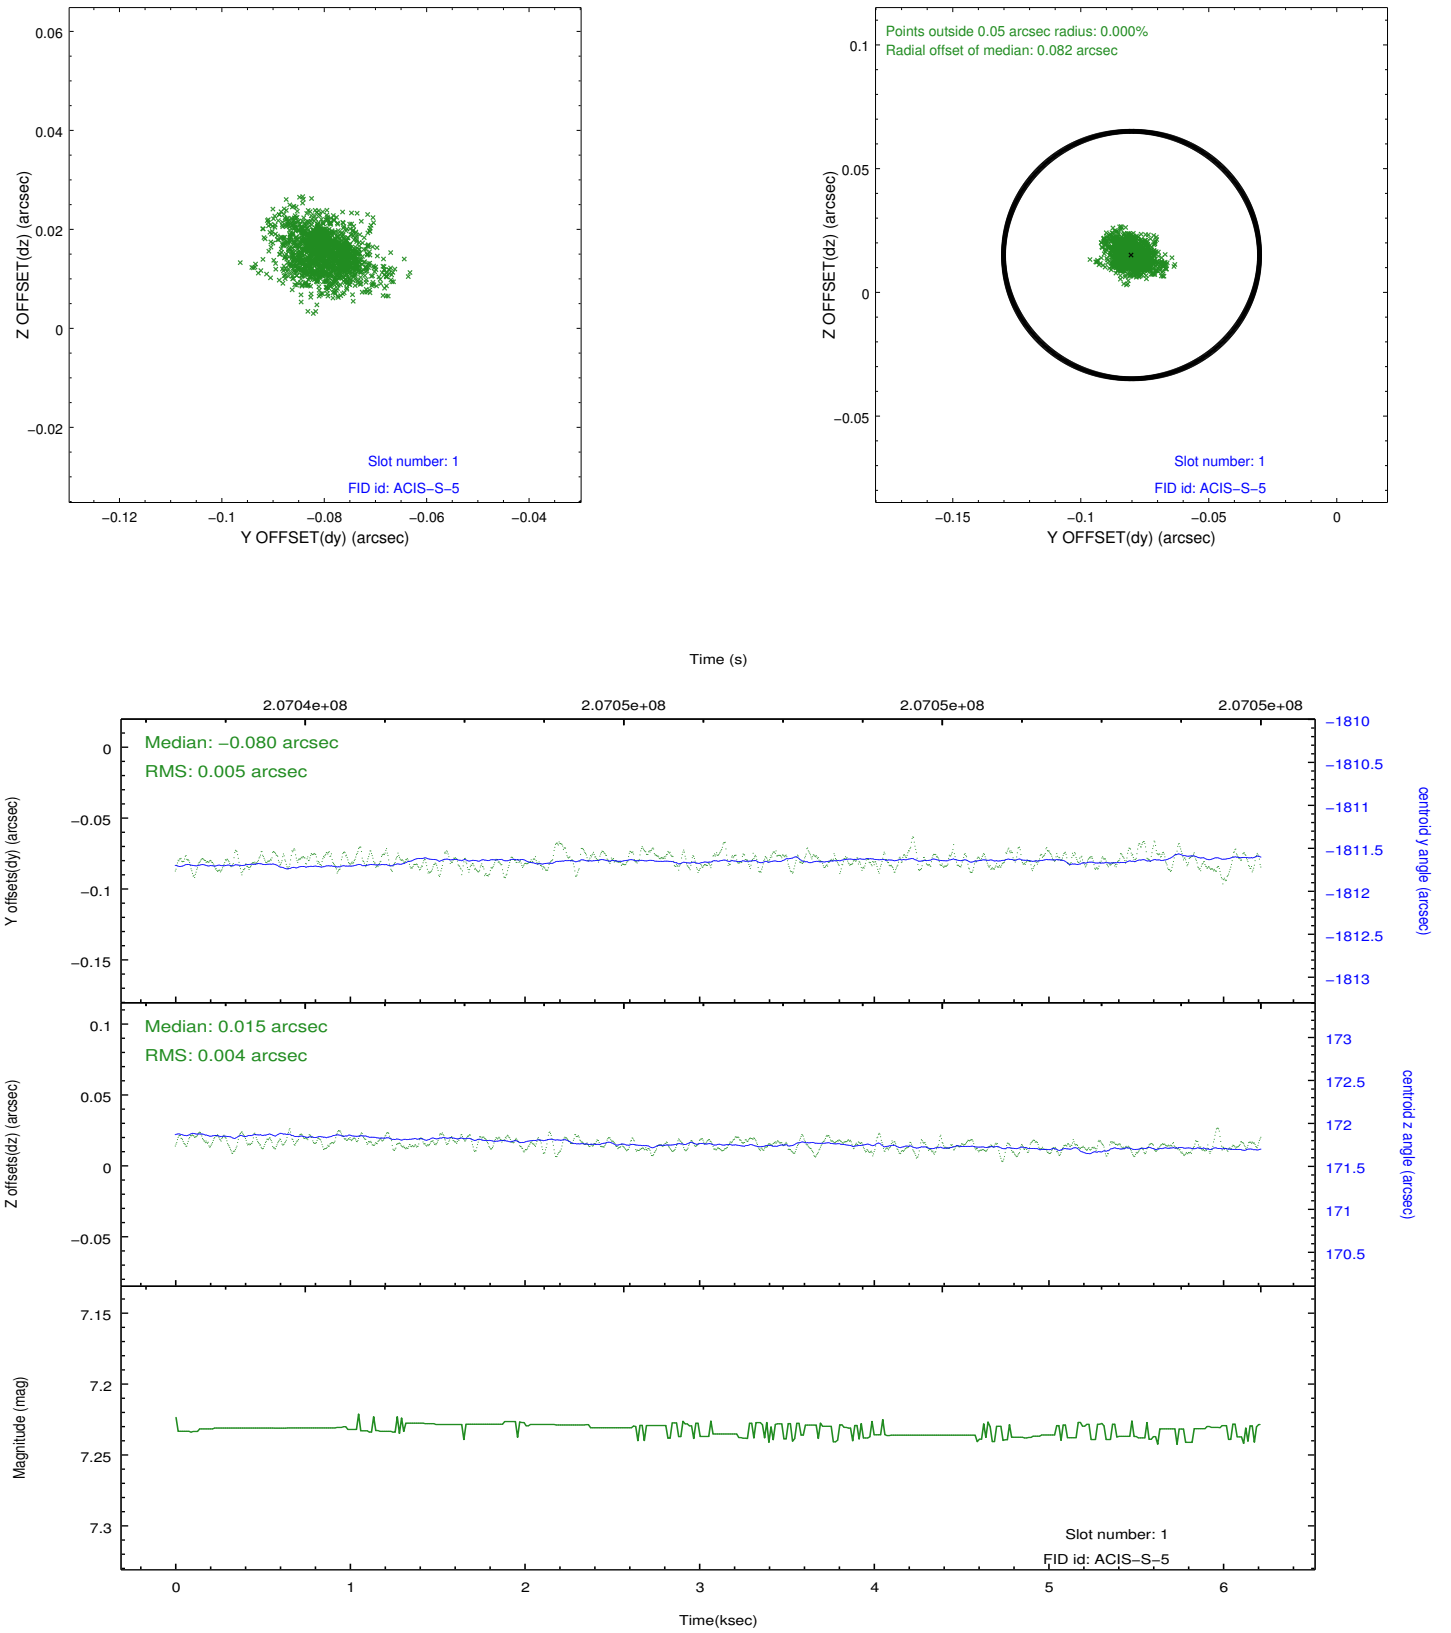 0.06
0.04
0.02
0
−0.02
Z OFFSET(dz) (arcsec)
Slot number: 1
FID id: ACIS−S−5
−0.12 −0.1 −0.08 −0.06 −0.04
Y OFFSET(dy) (arcsec)
Points outside 0.05 arcsec radius: 0.000%
Radial offset of median: 0.082 arcsec
0.1
0.05
0
−0.05
Z OFFSET(dz) (arcsec)
Slot number: 1
FID id: ACIS−S−5
−0.15 −0.1 −0.05 0
Y OFFSET(dy) (arcsec)
Time (s)
2.0704e+08 2.0705e+08 2.0705e+08 2.0705e+08
Median: −0.080 arcsec
RMS: 0.005 arcsec
0
−0.05
−0.1
−0.15
Y offsets(dy) (arcsec)
−1810
−1810.5
−1811
−1811.5
−1812
−1812.5
−1813
centroid y angle (arcsec)
Median: 0.015 arcsec
RMS: 0.004 arcsec
0.1
0.05
0
−0.05
Z offsets(dz) (arcsec)
173
172.5
172
171.5
171
170.5
centroid z angle (arcsec)
7.15
7.2
7.25
7.3
Magnitude (mag)
Slot number: 1
FID id: ACIS−S−5
0 1 2 3 4 5 6
Time(ksec)